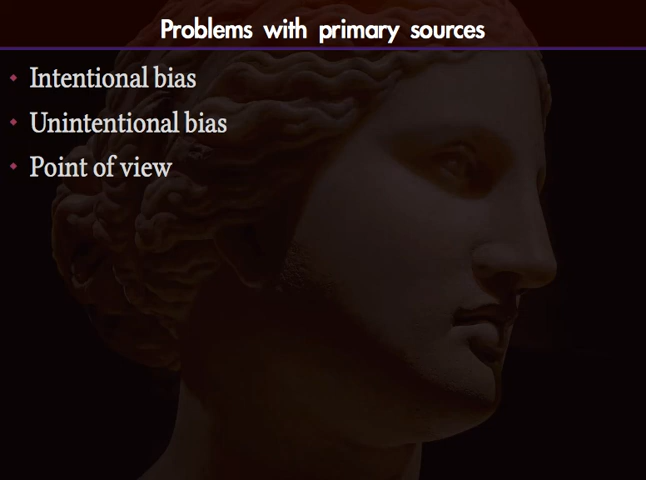 Problems with primary sources
Intentional bias
Unintentional bias
Point of view